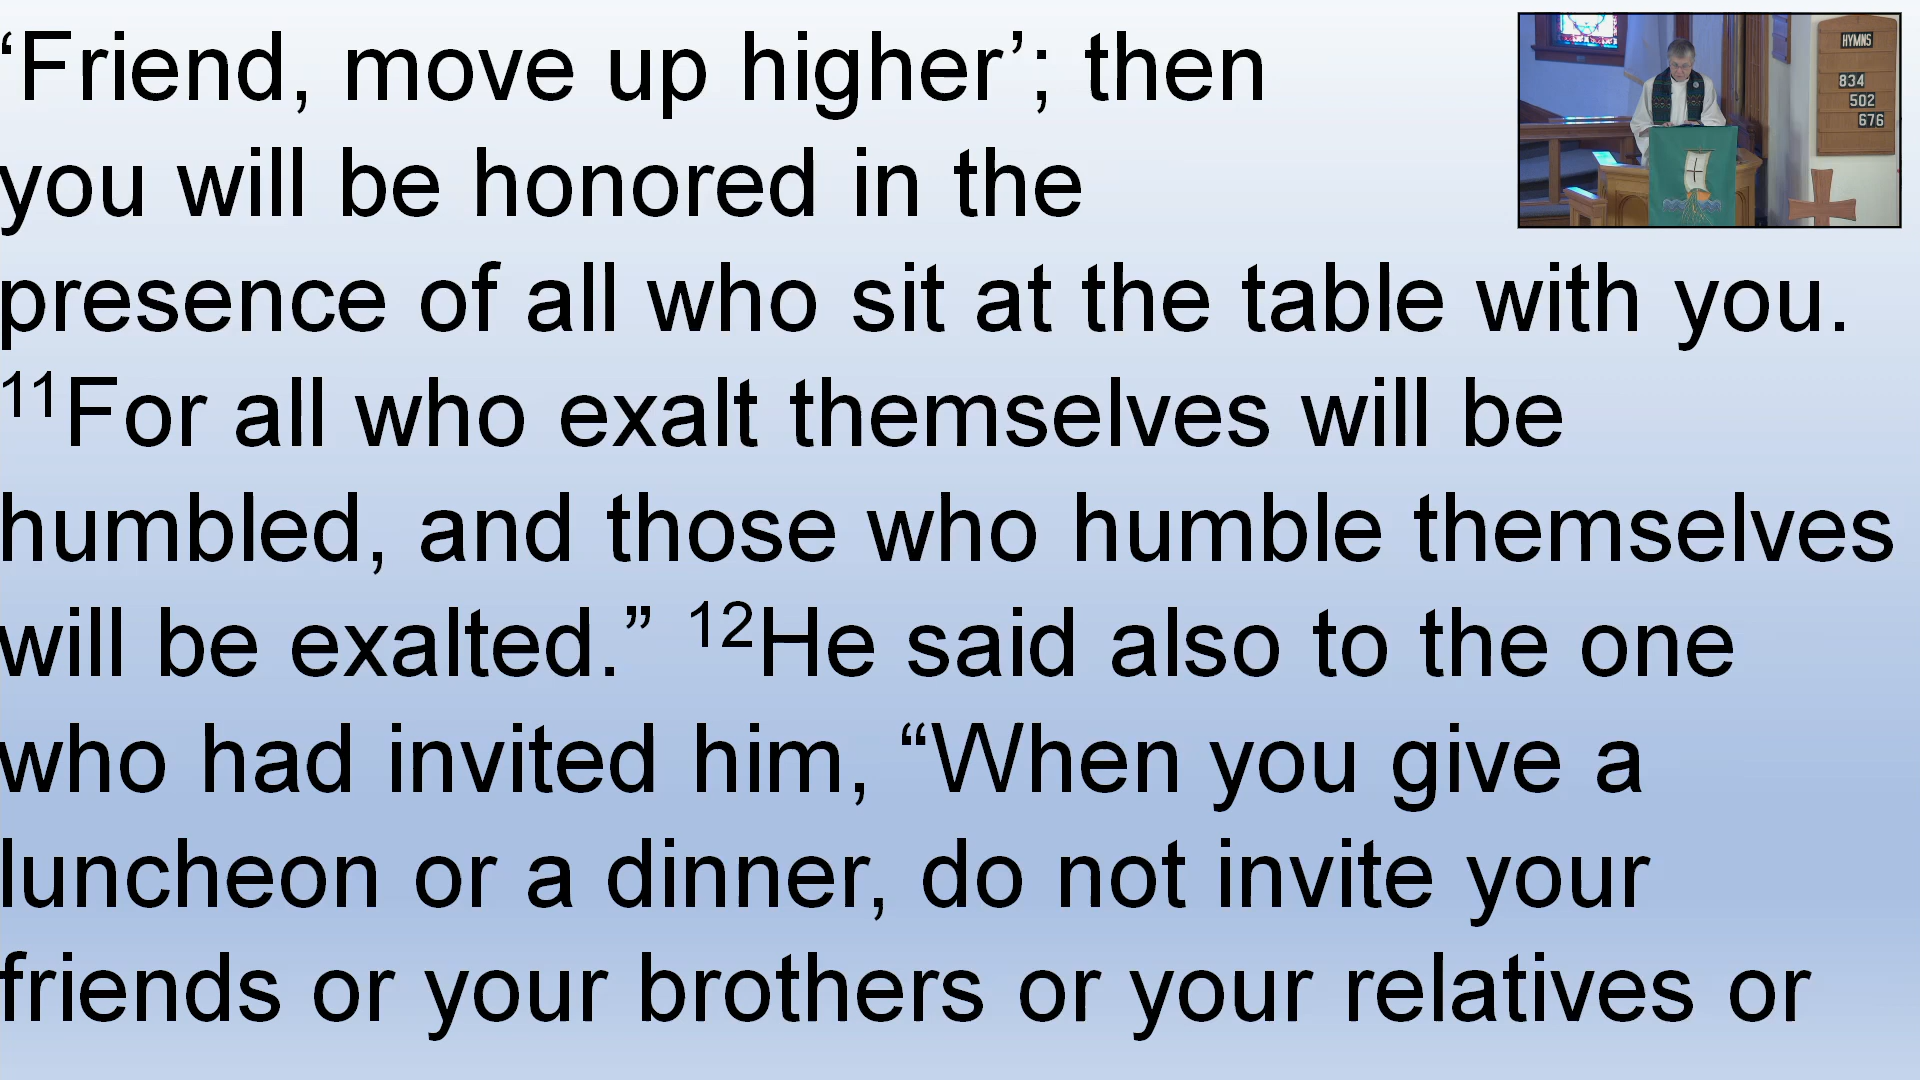 ‘Friend, move up higher’; then
you will be honored in the
presence of all who sit at the table with you.
11For all who exalt themselves will be
humbled, and those who humble themselves
will be exalted.” 12He said also to the one
who had invited him, “When you give a
luncheon or a dinner, do not invite your
friends or your brothers or your relatives or
HYMNS
834
502
676